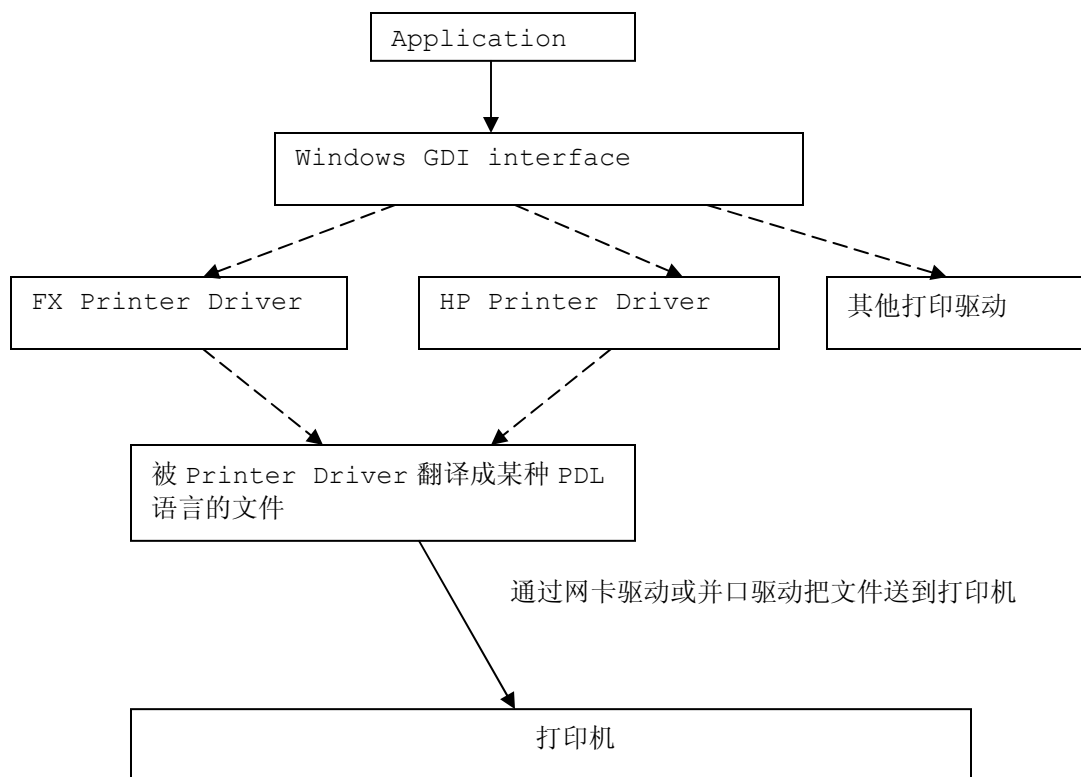 Application
Windows GDI interface
FX Printer Driver
HP Printer Driver
其他打印驱动
被 Printer Driver 翻译成某种 PDL
语言的文件
通过网卡驱动或并口驱动把文件送到打印机
打印机